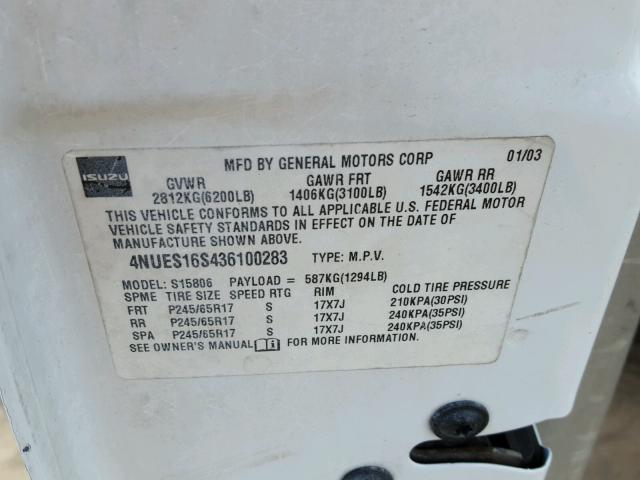 ISUZU
MFD BY GENERAL MOTORS CORP 01/03
GVWR GAWR FRT GAWR RR
2812KG(6200LB) 1406KG(3100LB) 1542KG(3400LB)
THIS VEHICLE CONFORMS TO ALL APPLICABLE U.S. FEDERAL MOTOR
VEHICLE SAFETY STANDARDS IN EFFECT ON THE DATE OF
MANUFACTURE SHOWN ABOVE.
4NUES16S436100283 TYPE: M.P.V.
MODEL: S15806 PAYLOAD = 587KG(1294LB)
SPME TIRE SIZE SPEED RTG RIM COLD TIRE PRESSURE
FRT P245/65R17 S 17X7J 210KPA(30PSI)
RR P245/65R17 S 17X7J 240KPA(35PSI)
SPA P245/65R17 S 17X7J 240KPA(35PSI)
SEE OWNER'S MANUAL FOR MORE INFORMATION.